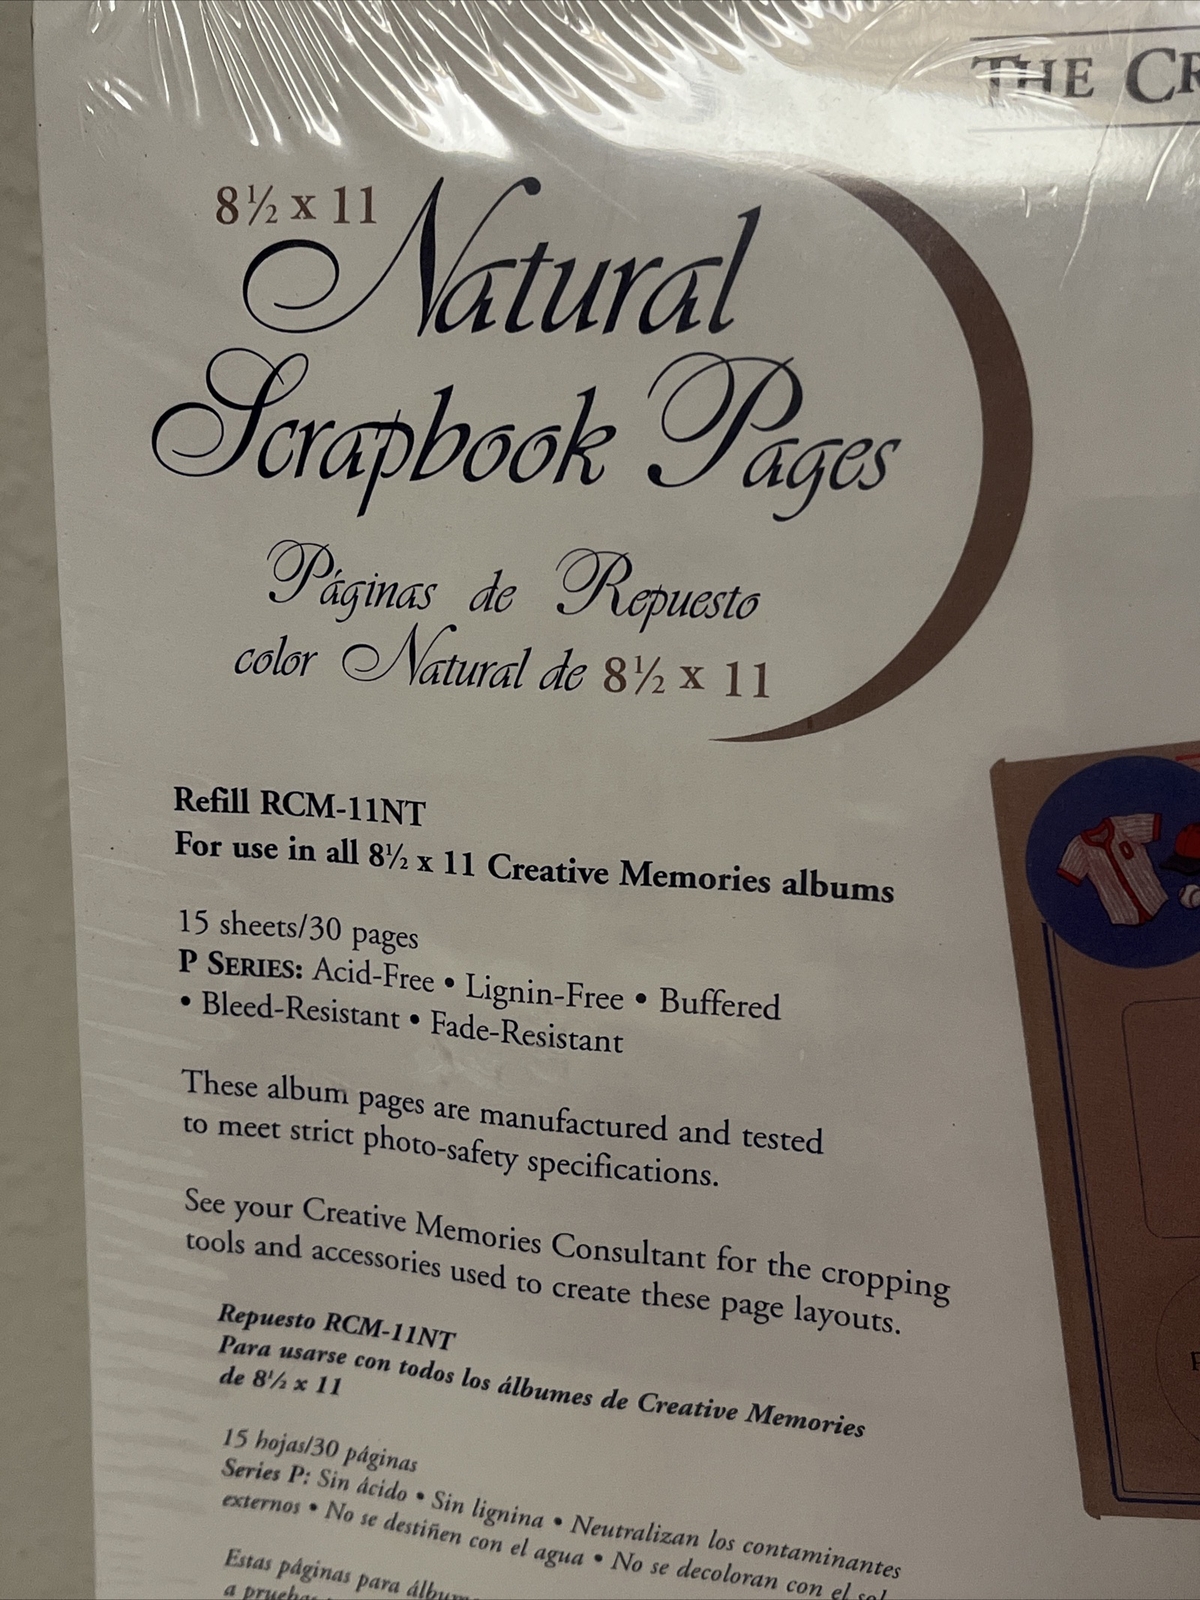 THE
8½ x 11
Natural
Scrapbook Pages
Páginas de Repuesto
color Natural de 8½ x 11
Refill RCM-11NT
For use in all 8½ x 11 Creative Memories albums
15 sheets/30 pages
P SERIES: Acid-Free • Lignin-Free • Buffered
• Bleed-Resistant • Fade-Resistant
These album pages are manufactured and tested
to meet strict photo-safety specifications.
See your Creative Memories Consultant for the cropping
tools and accessories used to create these page layouts.
Repuesto RCM-11NT
Para usarse con todos los álbumes de Creative Memories
de 8½ x 11
15 hojas/30 páginas
Series P: Sin ácido • Sin lignina • Neutralizan los contaminantes
externos • No se destiñen con el agua • No se decoloran con el sol
Estas páginas para
a